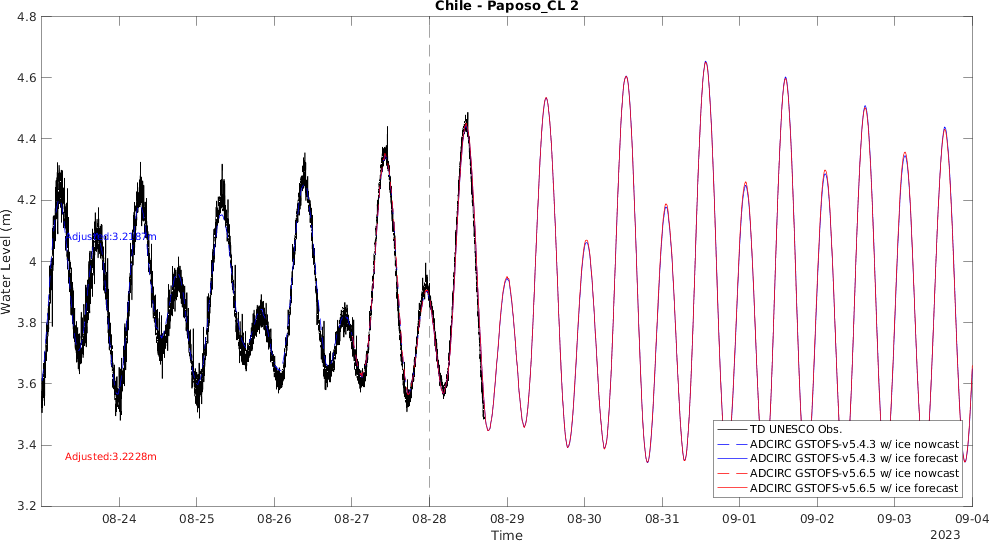 Chile - Paposo_CL 2
4.8
4.6
4.4
4.2
4
3.8
3.6
3.4
3.2
Water Level (m)
Adjusted:3.2187m
Adjusted:3.2228m
TD UNESCO Obs.
ADCIRC GSTOFS-v5.4.3 w/ ice nowcast
ADCIRC GSTOFS-v5.4.3 w/ ice forecast
ADCIRC GSTOFS-v5.6.5 w/ ice nowcast
ADCIRC GSTOFS-v5.6.5 w/ ice forecast
08-24 08-25 08-26 08-27 08-28 08-29 08-30 08-31 09-01 09-02 09-03 09-04
Time
2023